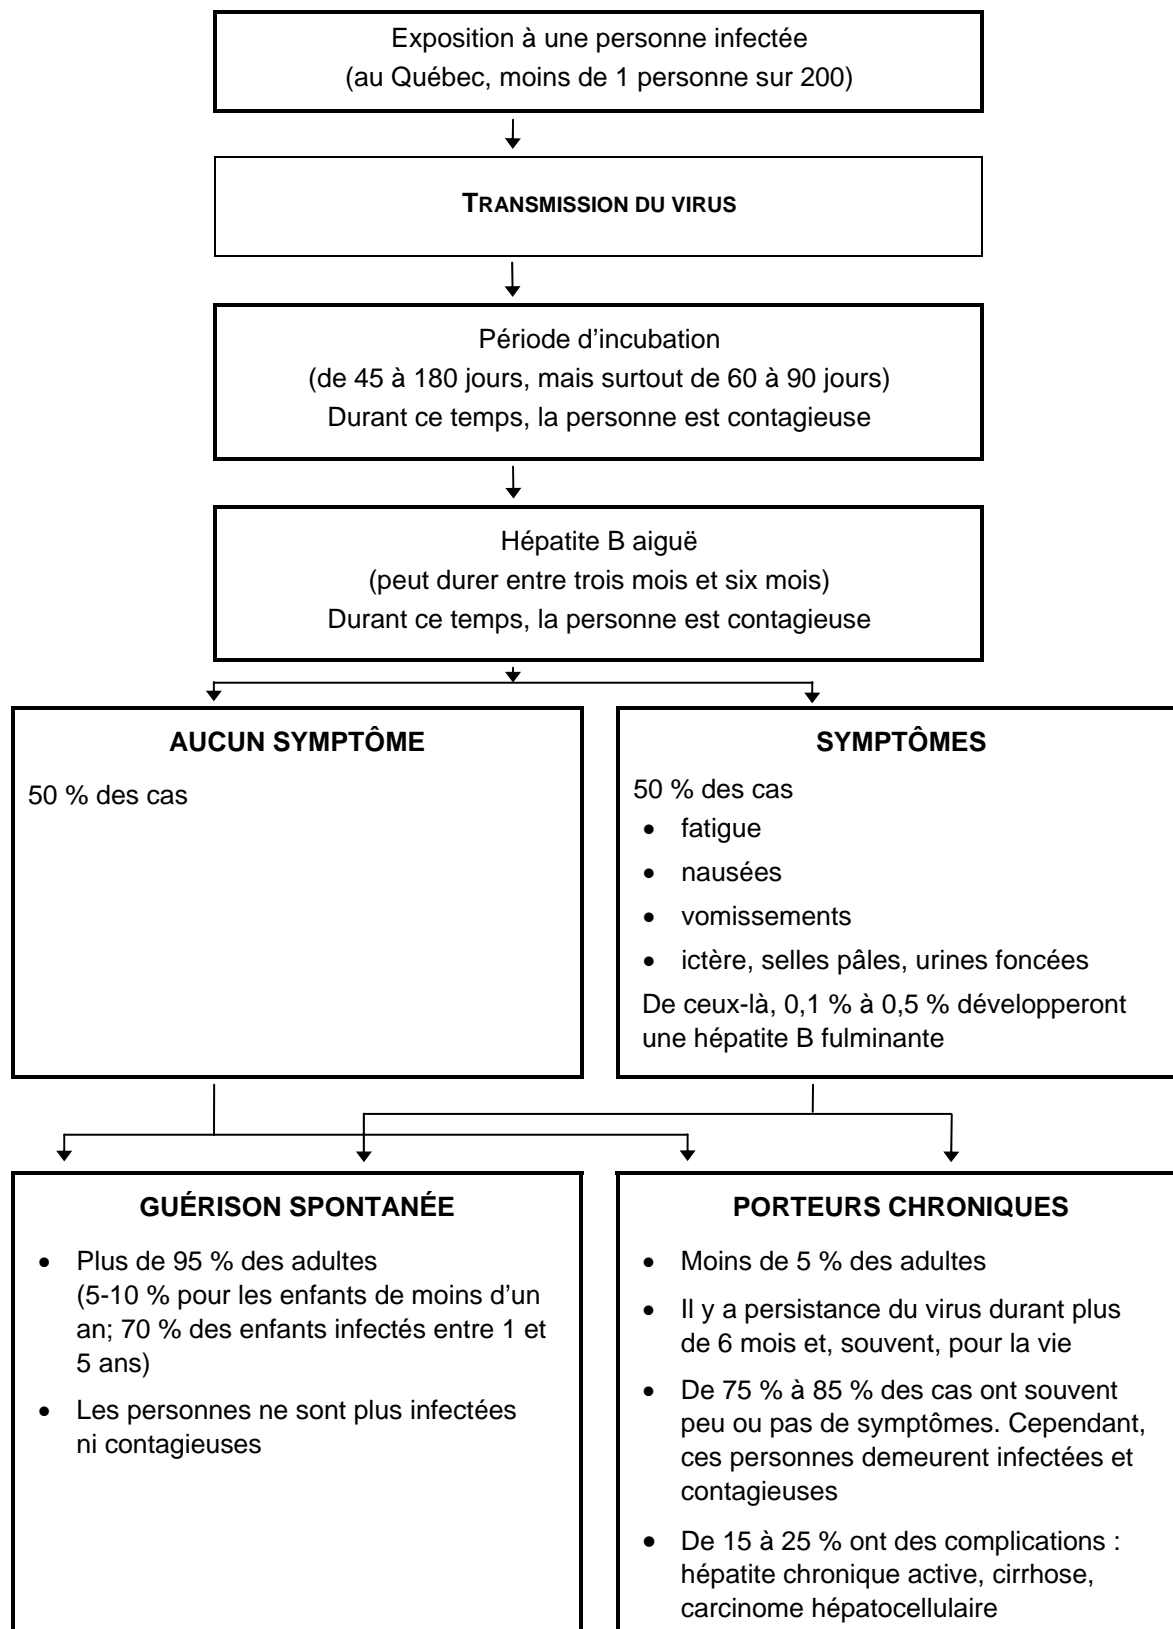 Exposition à une personne infectée
(au Québec, moins de 1 personne sur 200)
TRANSMISSION DU VIRUS
Période d'incubation
(de 45 à 180 jours, mais surtout de 60 à 90 jours)
Durant ce temps, la personne est contagieuse
Hépatite B aiguë
(peut durer entre trois mois et six mois)
Durant ce temps, la personne est contagieuse
AUCUN SYMPTÔME
50 % des cas
SYMPTÔMES
50 % des cas
• fatigue
• nausées
• vomissements
• ictère, selles pâles, urines foncées
De ceux-là, 0,1 % à 0,5 % développeront
une hépatite B fulminante
GUÉRISON SPONTANÉE
• Plus de 95 % des adultes
(5-10 % pour les enfants de moins d'un
an; 70 % des enfants infectés entre 1 et
5 ans)
• Les personnes ne sont plus infectées
ni contagieuses
PORTEURS CHRONIQUES
• Moins de 5 % des adultes
• Il y a persistance du virus durant plus
de 6 mois et, souvent, pour la vie
• De 75 % à 85 % des cas ont souvent
peu ou pas de symptômes. Cependant,
ces personnes demeurent infectées et
contagieuses
• De 15 à 25 % ont des complications :
hépatite chronique active, cirrhose,
carcinome hépatocellulaire